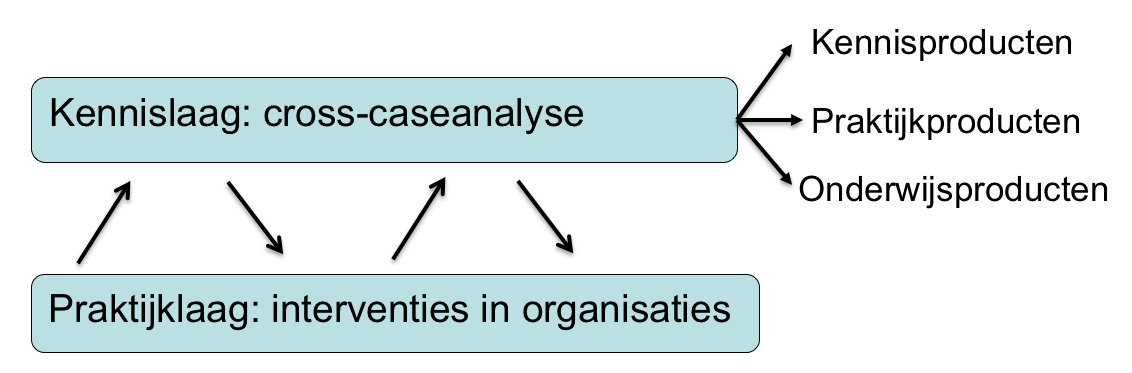 Kennisproducten
Kennislaag: cross-caseanalyse
Praktijkproducten
Onderwijsproducten
Praktijklaag: interventies in organisaties